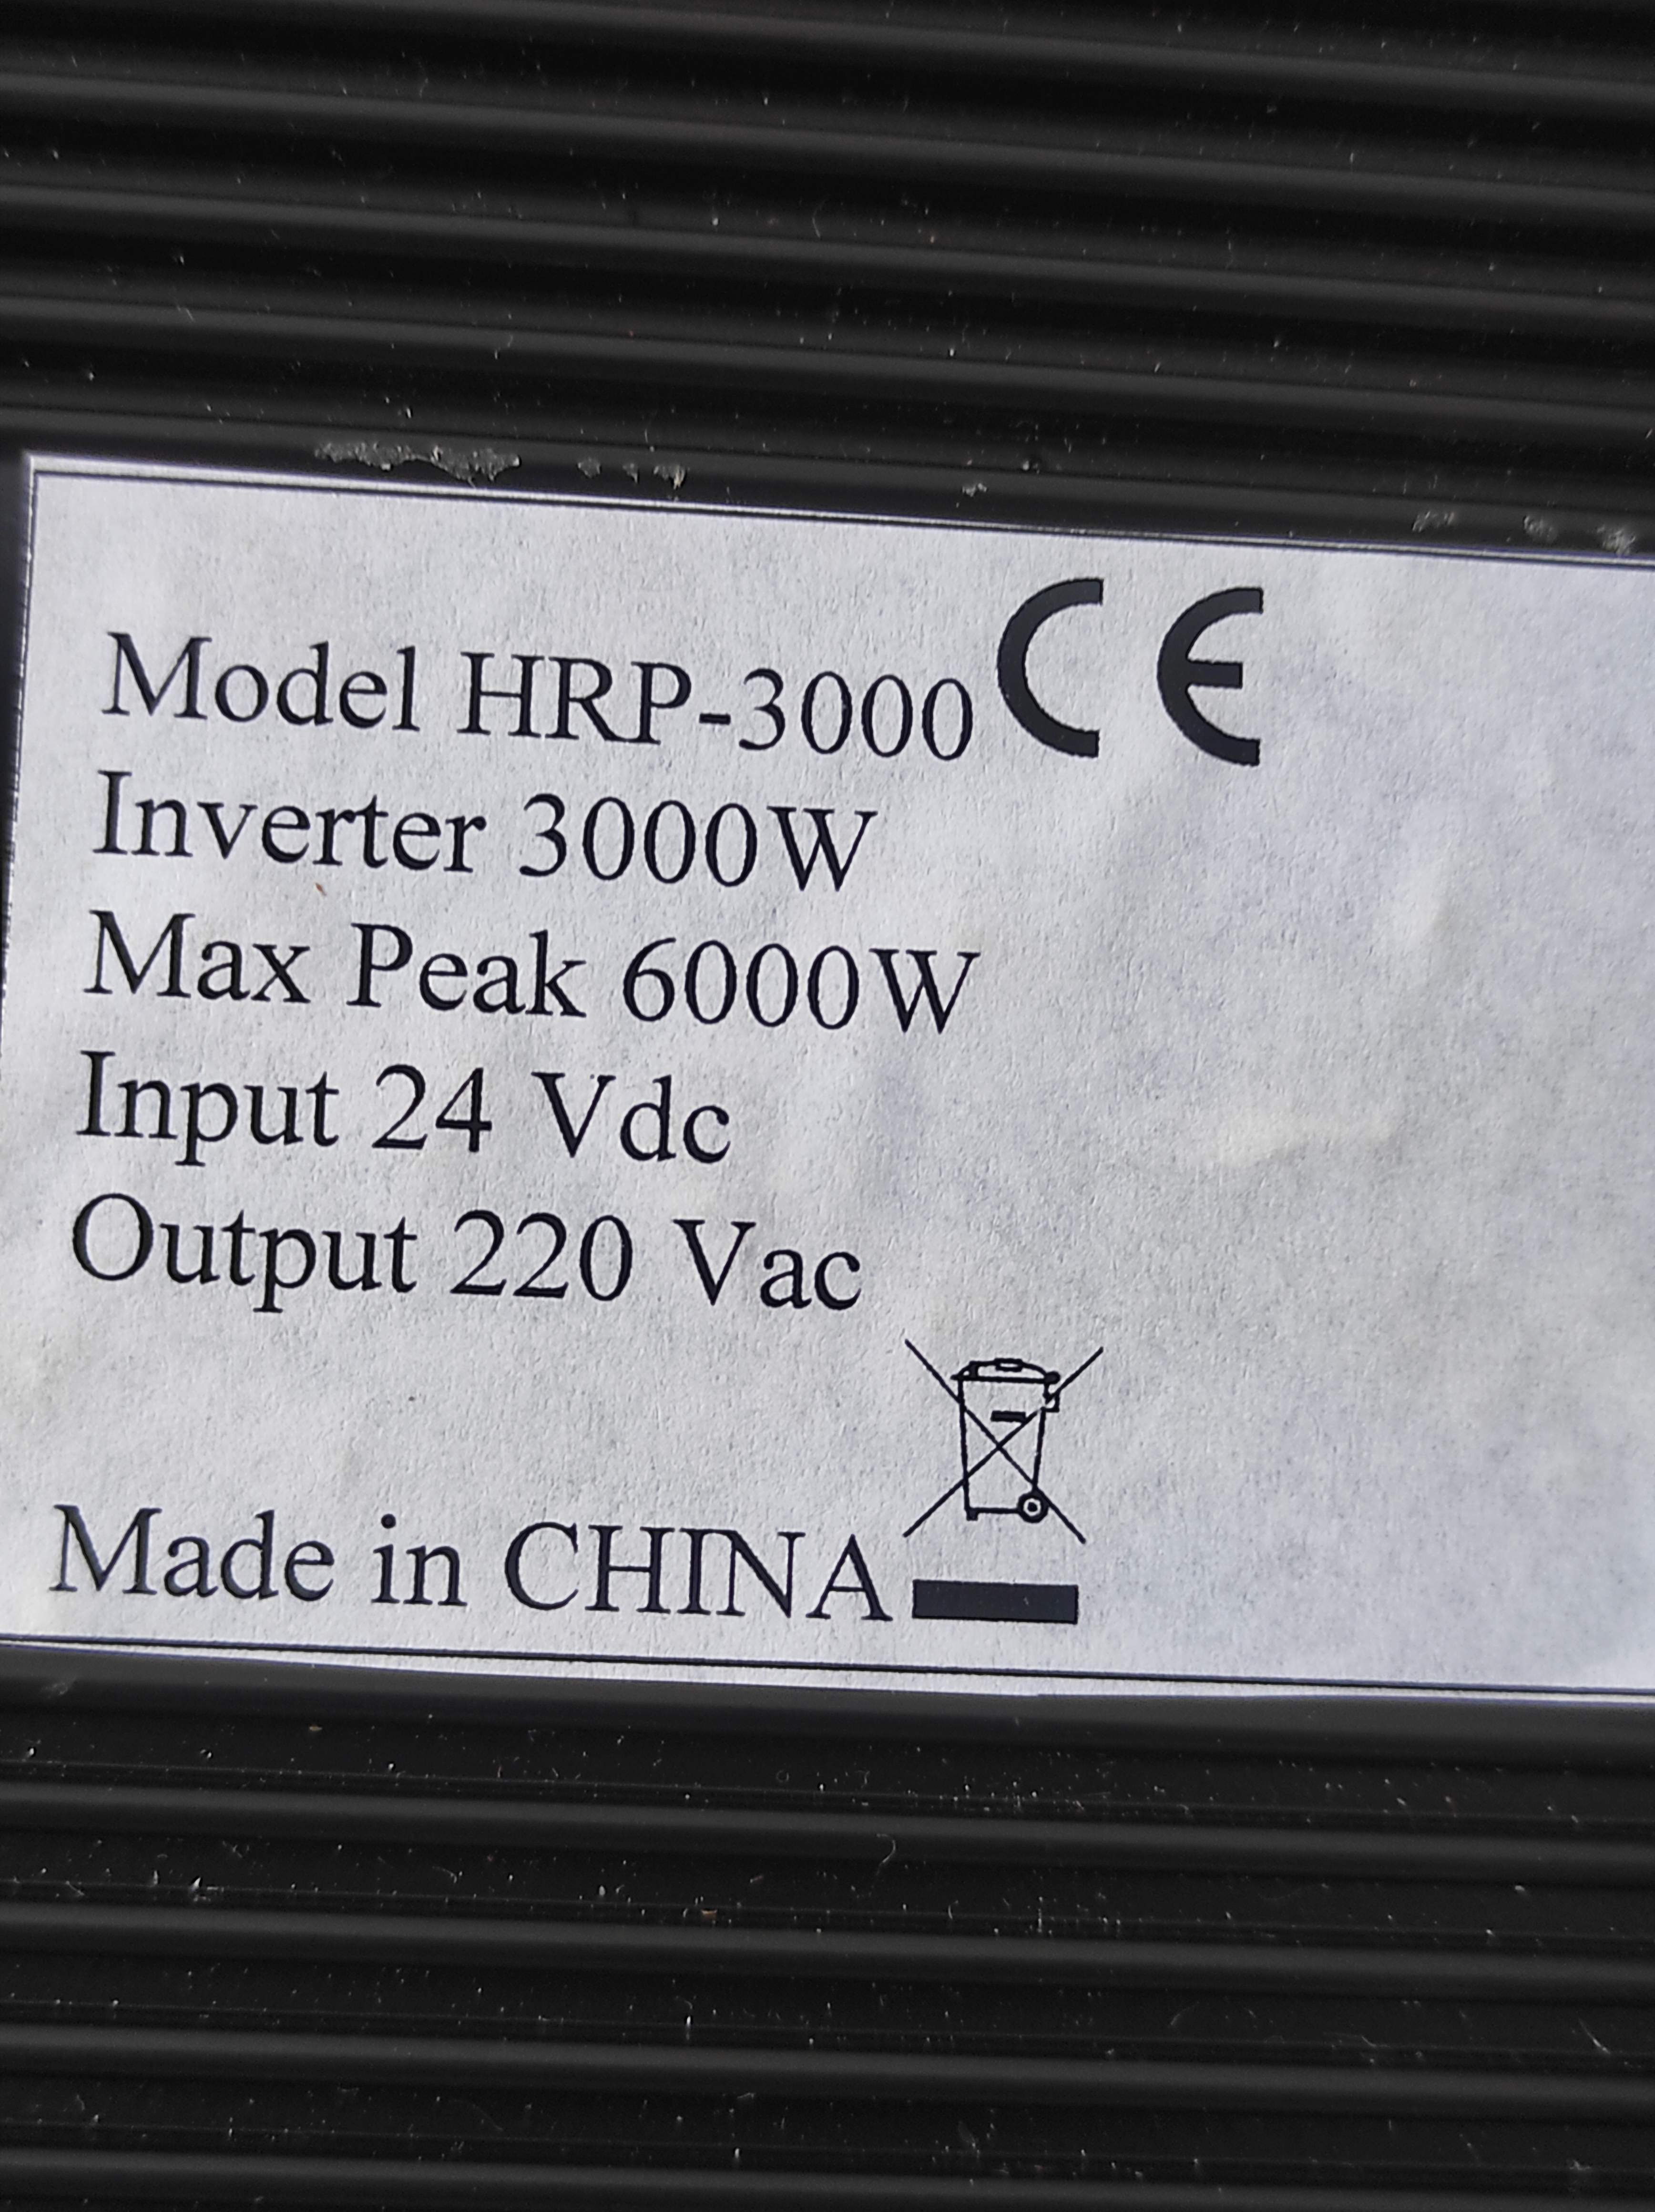 Model HRP-3000 CE
Inverter 3000W
Max Peak 6000W
Input 24 Vdc
Output 220 Vac
Made in CHINA